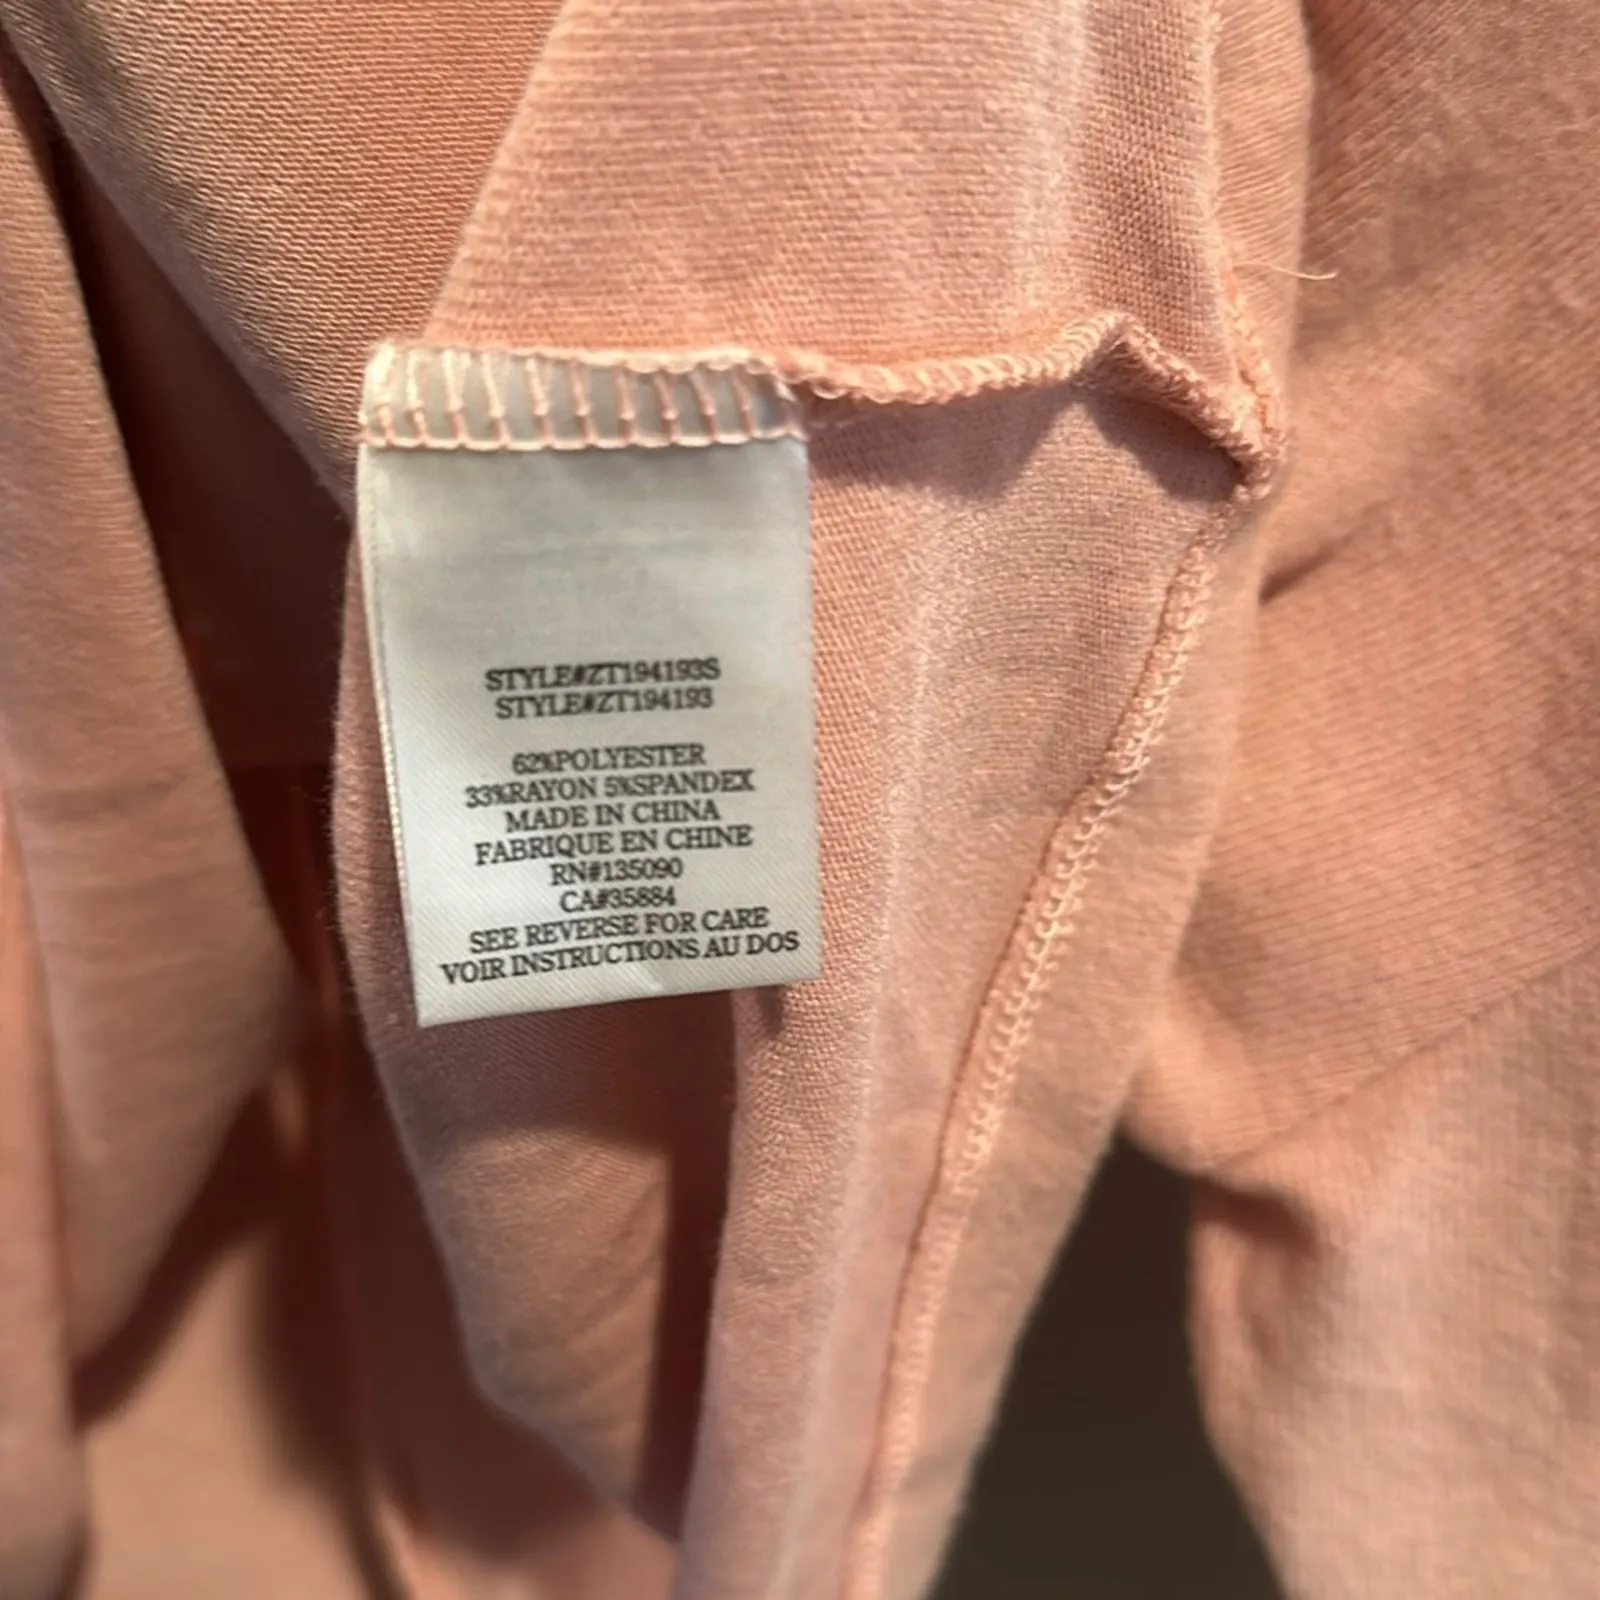 STYLE#ZT194193S
STYLE#ZT194193
62%POLYESTER
33%RAYON 5%SPANDEX
MADE IN CHINA
FABRIQUE EN CHINE
RN#135090
CA#35884
SEE REVERSE FOR CARE
VOIR INSTRUCTIONS AU DOS